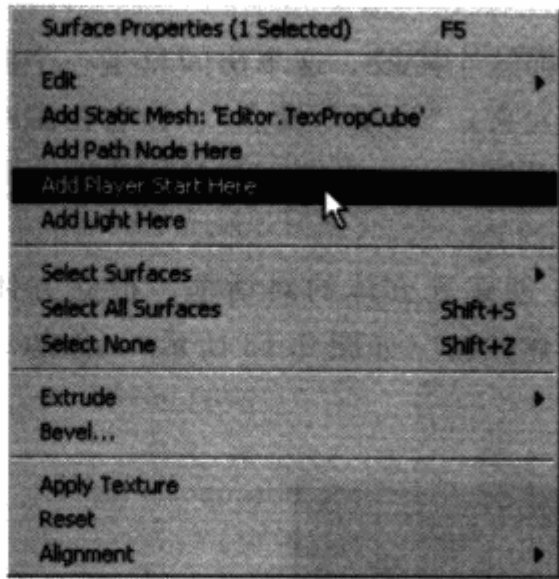 Surface Properties (1 Selected) F5
Edit
Add Static Mesh: 'Editor.TexPropCube'
Add Path Node Here
Add Player Start Here
Add Light Here
Select Surfaces
Select All Surfaces Shift+S
Select None Shift+Z
Extrude
Bevel...
Apply Texture
Reset
Alignment